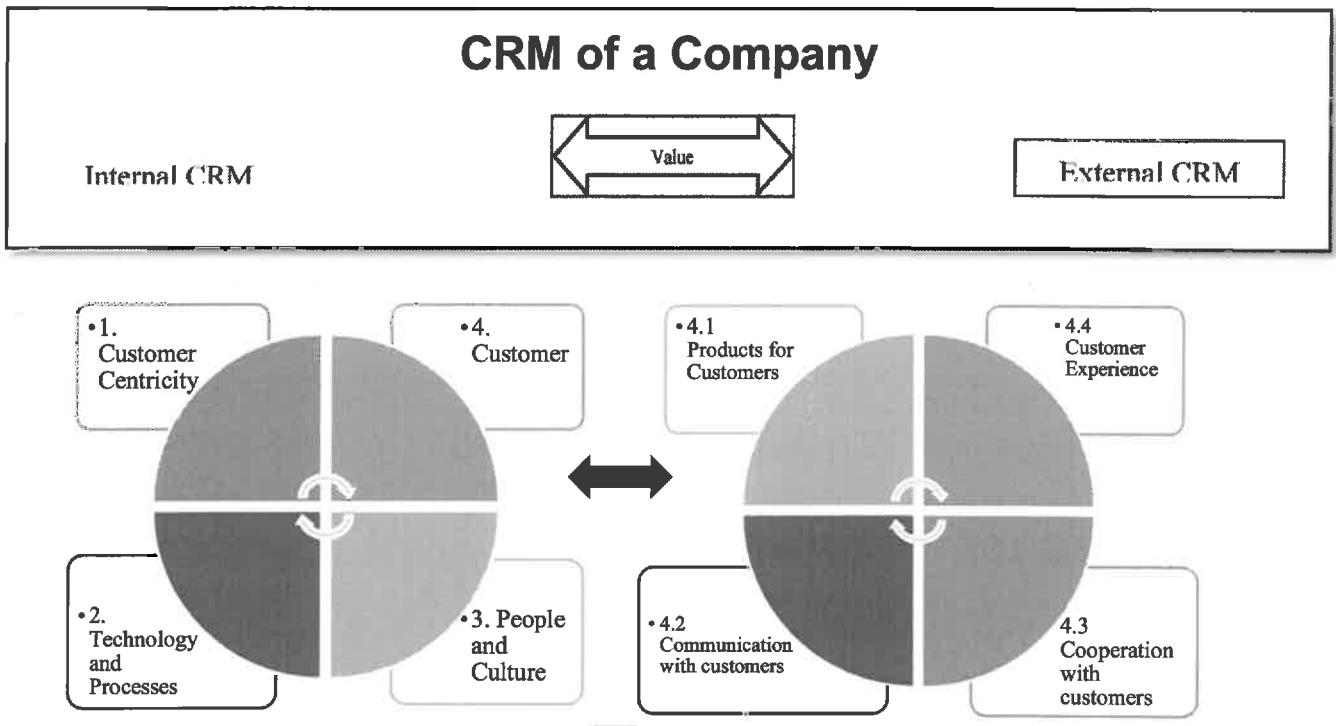 CRM of a Company
Value
Internal CRM
External CRM
•1.
Customer
Centricity
•4.
Customer
•2.
Technology
and
Processes
•3. People
and
Culture
•4.1
Products for
Customers
•4.4
Customer
Experience
•4.2
Communication
with customers
4.3
Cooperation
with
customers